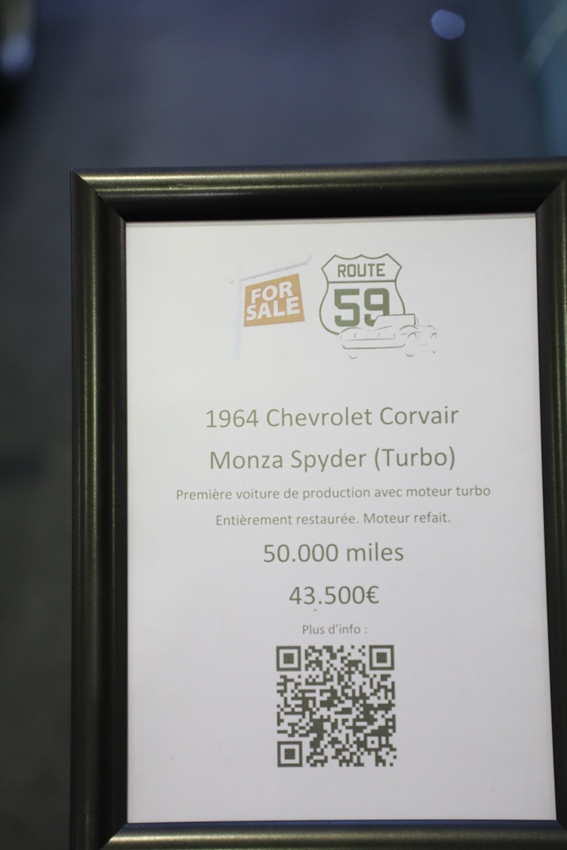 FOR
SALE
ROUTE
59
1964 Chevrolet Corvair
Monza Spyder (Turbo)
Première voiture de production avec moteur turbo
Entièrement restaurée. Moteur refait.
50.000 miles
43.500€
Plus d'info :